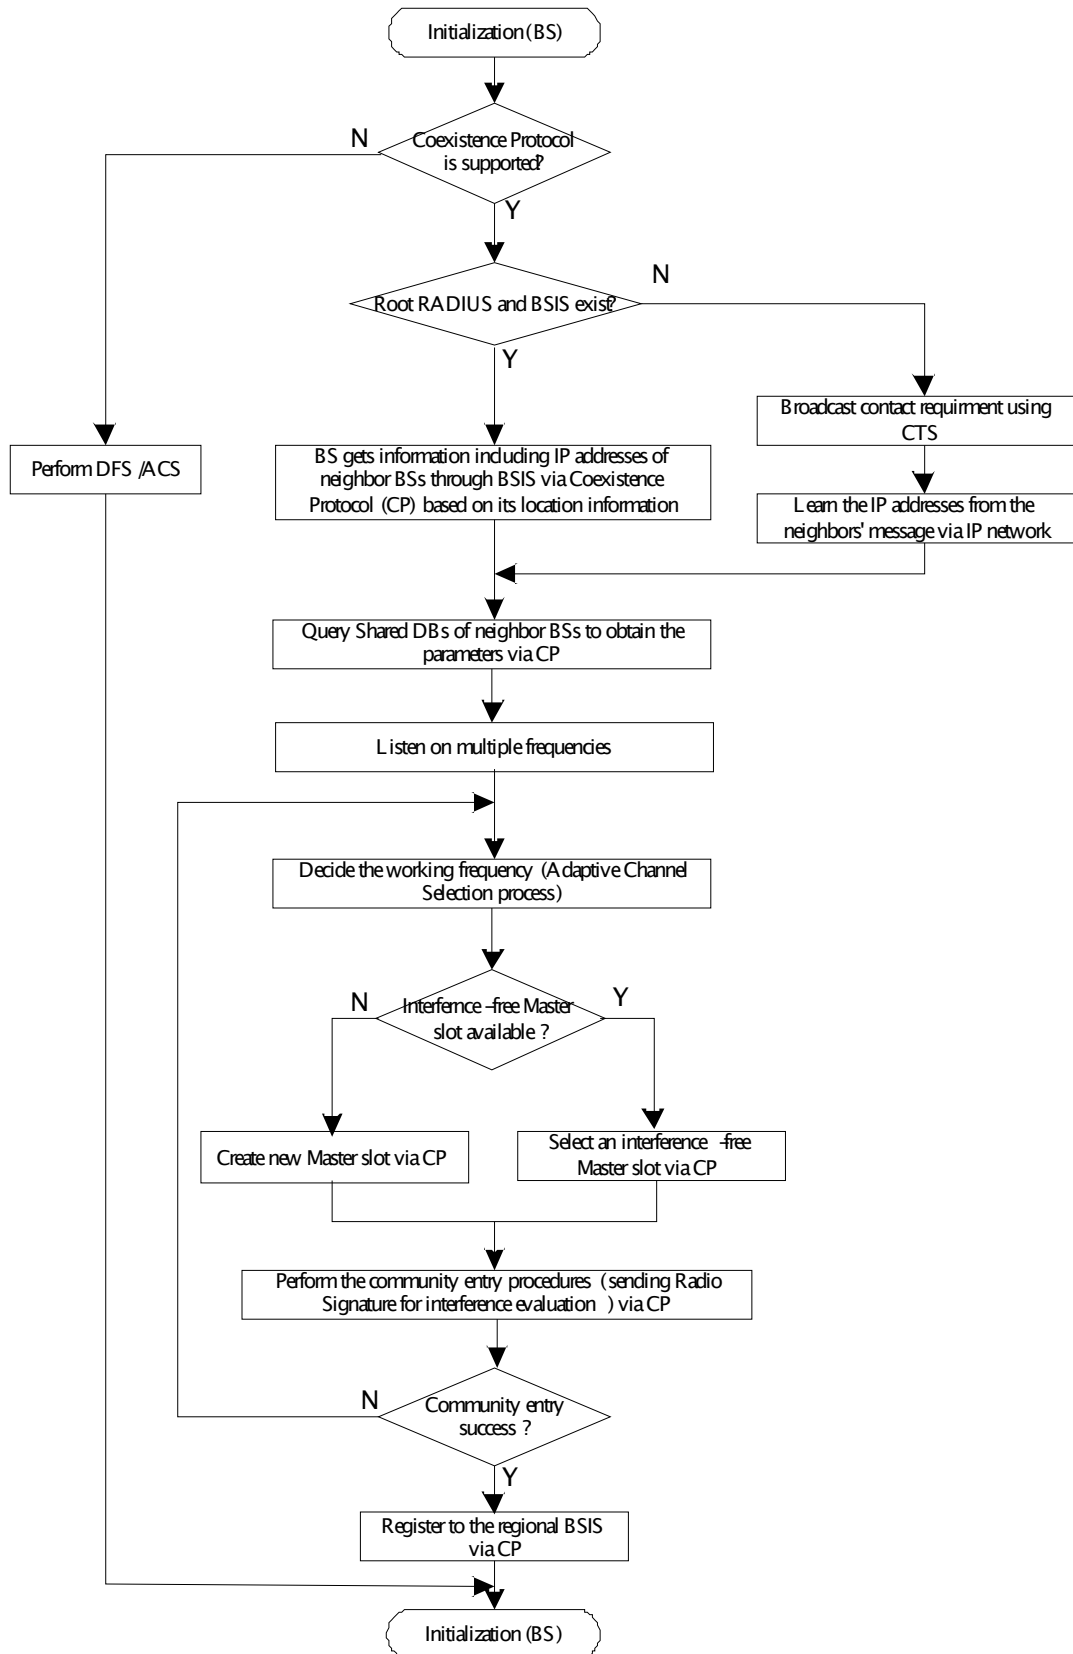 Initialization (BS)
N
Coexistence Protocol
is supported?
Y
N
Root RADIUS and BSIS exist?
Y
Broadcast contact requirment using
CTS
Perform DFS /ACS
BS gets information including IP addresses of
neighbor BSs through BSIS via Coexistence
Protocol (CP) based on its location information
Learn the IP addresses from the
neighbors' message via IP network
Query Shared DBs of neighbor BSs to obtain the
parameters via CP
Listen on multiple frequencies
Decide the working frequency (Adaptive Channel
Selection process)
N
Interfernce -free Master
slot available ?
Y
Create new Master slot via CP
Select an interference -free
Master slot via CP
Perform the community entry procedures (sending Radio
Signature for interference evaluation ) via CP
N
Community entry
success ?
Y
Register to the regional BSIS
via CP
Initialization (BS)